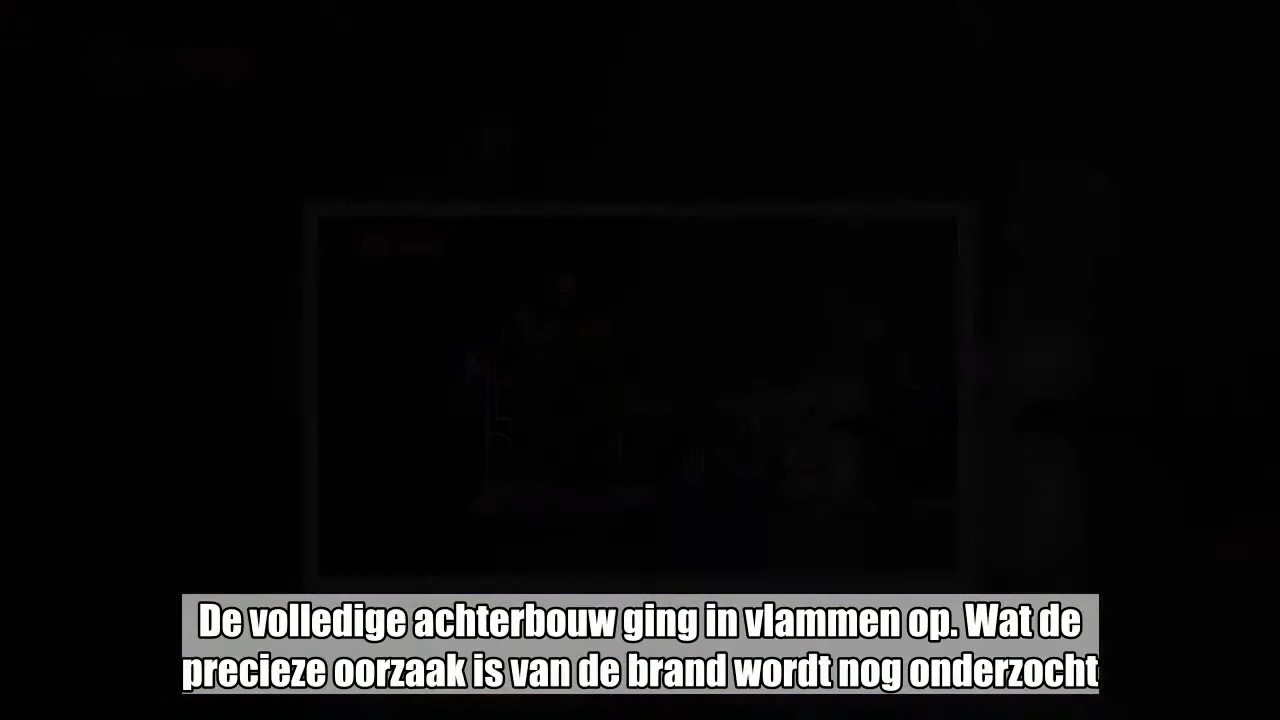 De volledige achterbouw ging in vlammen op. Wat de
precieze oorzaak is van de brand wordt nog onderzocht